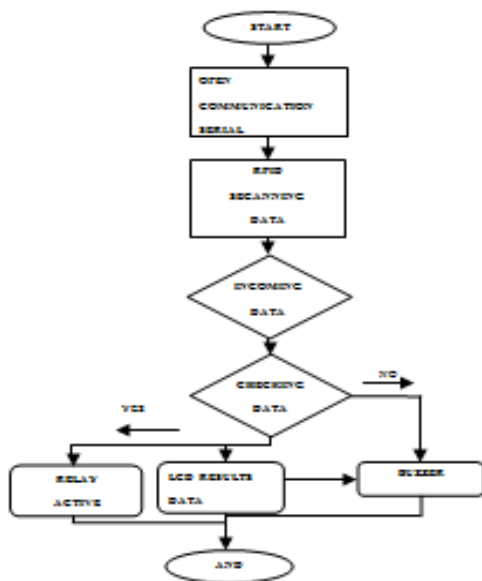 START
OPEN
COMMUNICATION
SERIAL
RFID
SECANNING
DATA
INCOMING
DATA
CHECKING
DATA
NO
YES
RELAY
ACTIVE
LCD RESULTS
DATA
BUZZER
AND